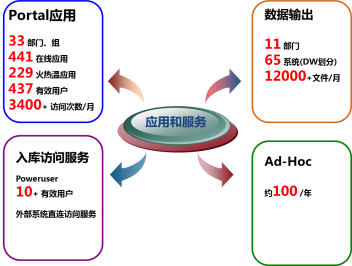 Portal应用
33 部门、组
441 在线应用
229 火热温应用
437 有效用户
3400+ 访问次数/月
数据输出
11 部门
65 系统(DW划分)
12000+文件/月
应用和服务
入库访问服务
Poweruser
10+ 有效用户
外部系统直连访问服务
Ad-Hoc
约100 /年